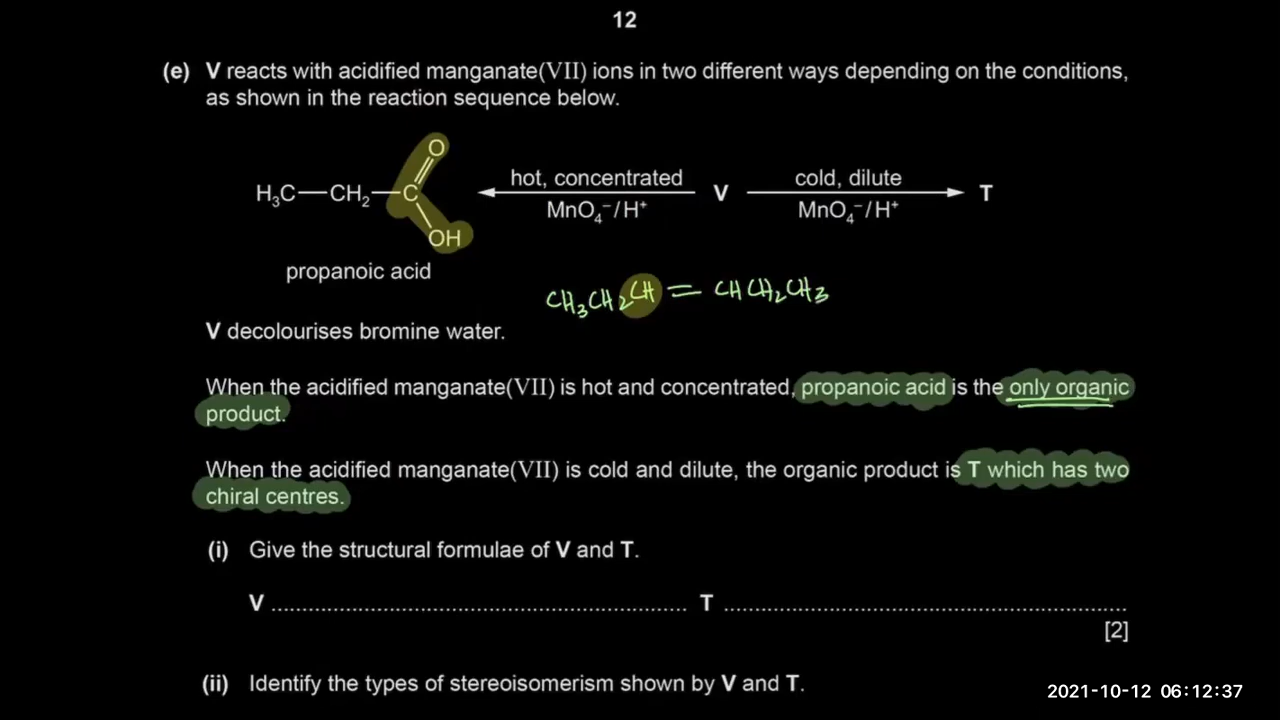 12
(e) V reacts with acidified manganate(VII) ions in two different ways depending on the conditions,
as shown in the reaction sequence below.
O
H₃C—CH₂—C
OH
propanoic acid
hot, concentrated
MnO₄⁻/H⁺
V
cold, dilute
MnO₄⁻/H⁺
T
CH₃CH₂CH=CHCH₂CH₃
V decolourises bromine water.
When the acidified manganate(VII) is hot and concentrated, propanoic acid is the only organic
product.
When the acidified manganate(VII) is cold and dilute, the organic product is T which has two
chiral centres.
(i) Give the structural formulae of V and T.
V ............................................................ T ............................................................
[2]
(ii) Identify the types of stereoisomerism shown by V and T.
2021-10-12 06:12:37